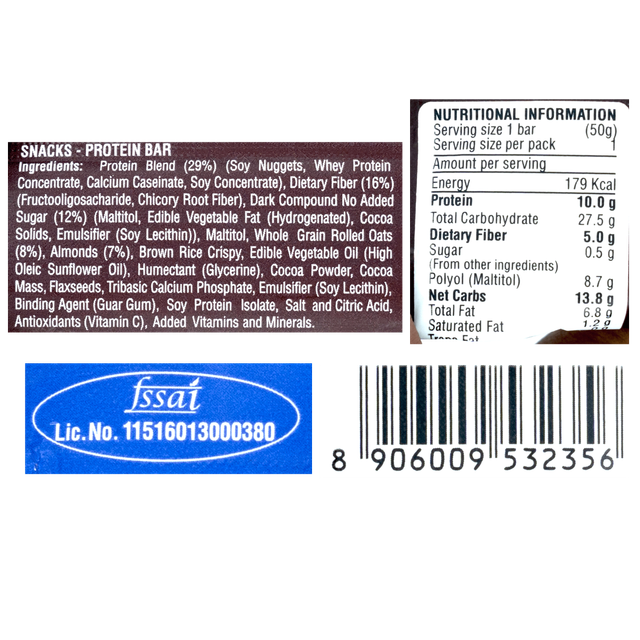 SNACKS - PROTEIN BAR
Ingredients: Protein Blend (29%) (Soy Nuggets, Whey Protein
Concentrate, Calcium Caseinate, Soy Concentrate), Dietary Fiber (16%)
(Fructooligosacharide, Chicory Root Fiber), Dark Compound No Added
Sugar (12%) (Maltitol, Edible Vegetable Fat (Hydrogenated), Cocoa
Solids, Emulsifier (Soy Lecithin)), Maltitol, Whole Grain Rolled Oats
(8%), Almonds (7%), Brown Rice Crispy, Edible Vegetable Oil (High
Oleic Sunflower Oil), Humectant (Glycerine), Cocoa Powder, Cocoa
Mass, Flaxseeds, Tribasic Calcium Phosphate, Emulsifier (Soy Lecithin),
Binding Agent (Guar Gum), Soy Protein Isolate, Salt and Citric Acid,
Antioxidants (Vitamin C), Added Vitamins and Minerals.
NUTRITIONAL INFORMATION
Serving size 1 bar (50g)
Serving size per pack 1
Amount per serving
Energy 179 Kcal
Protein 10.0 g
Total Carbohydrate 27.5 g
Dietary Fiber 5.0 g
Sugar 0.5 g
(From other ingredients)
Polyol (Maltitol) 8.7 g
Net Carbs 13.8 g
Total Fat 6.8 g
Saturated Fat 1.2 g
Trans Fat
fssai
Lic. No. 11516013000380
8 906009 532356